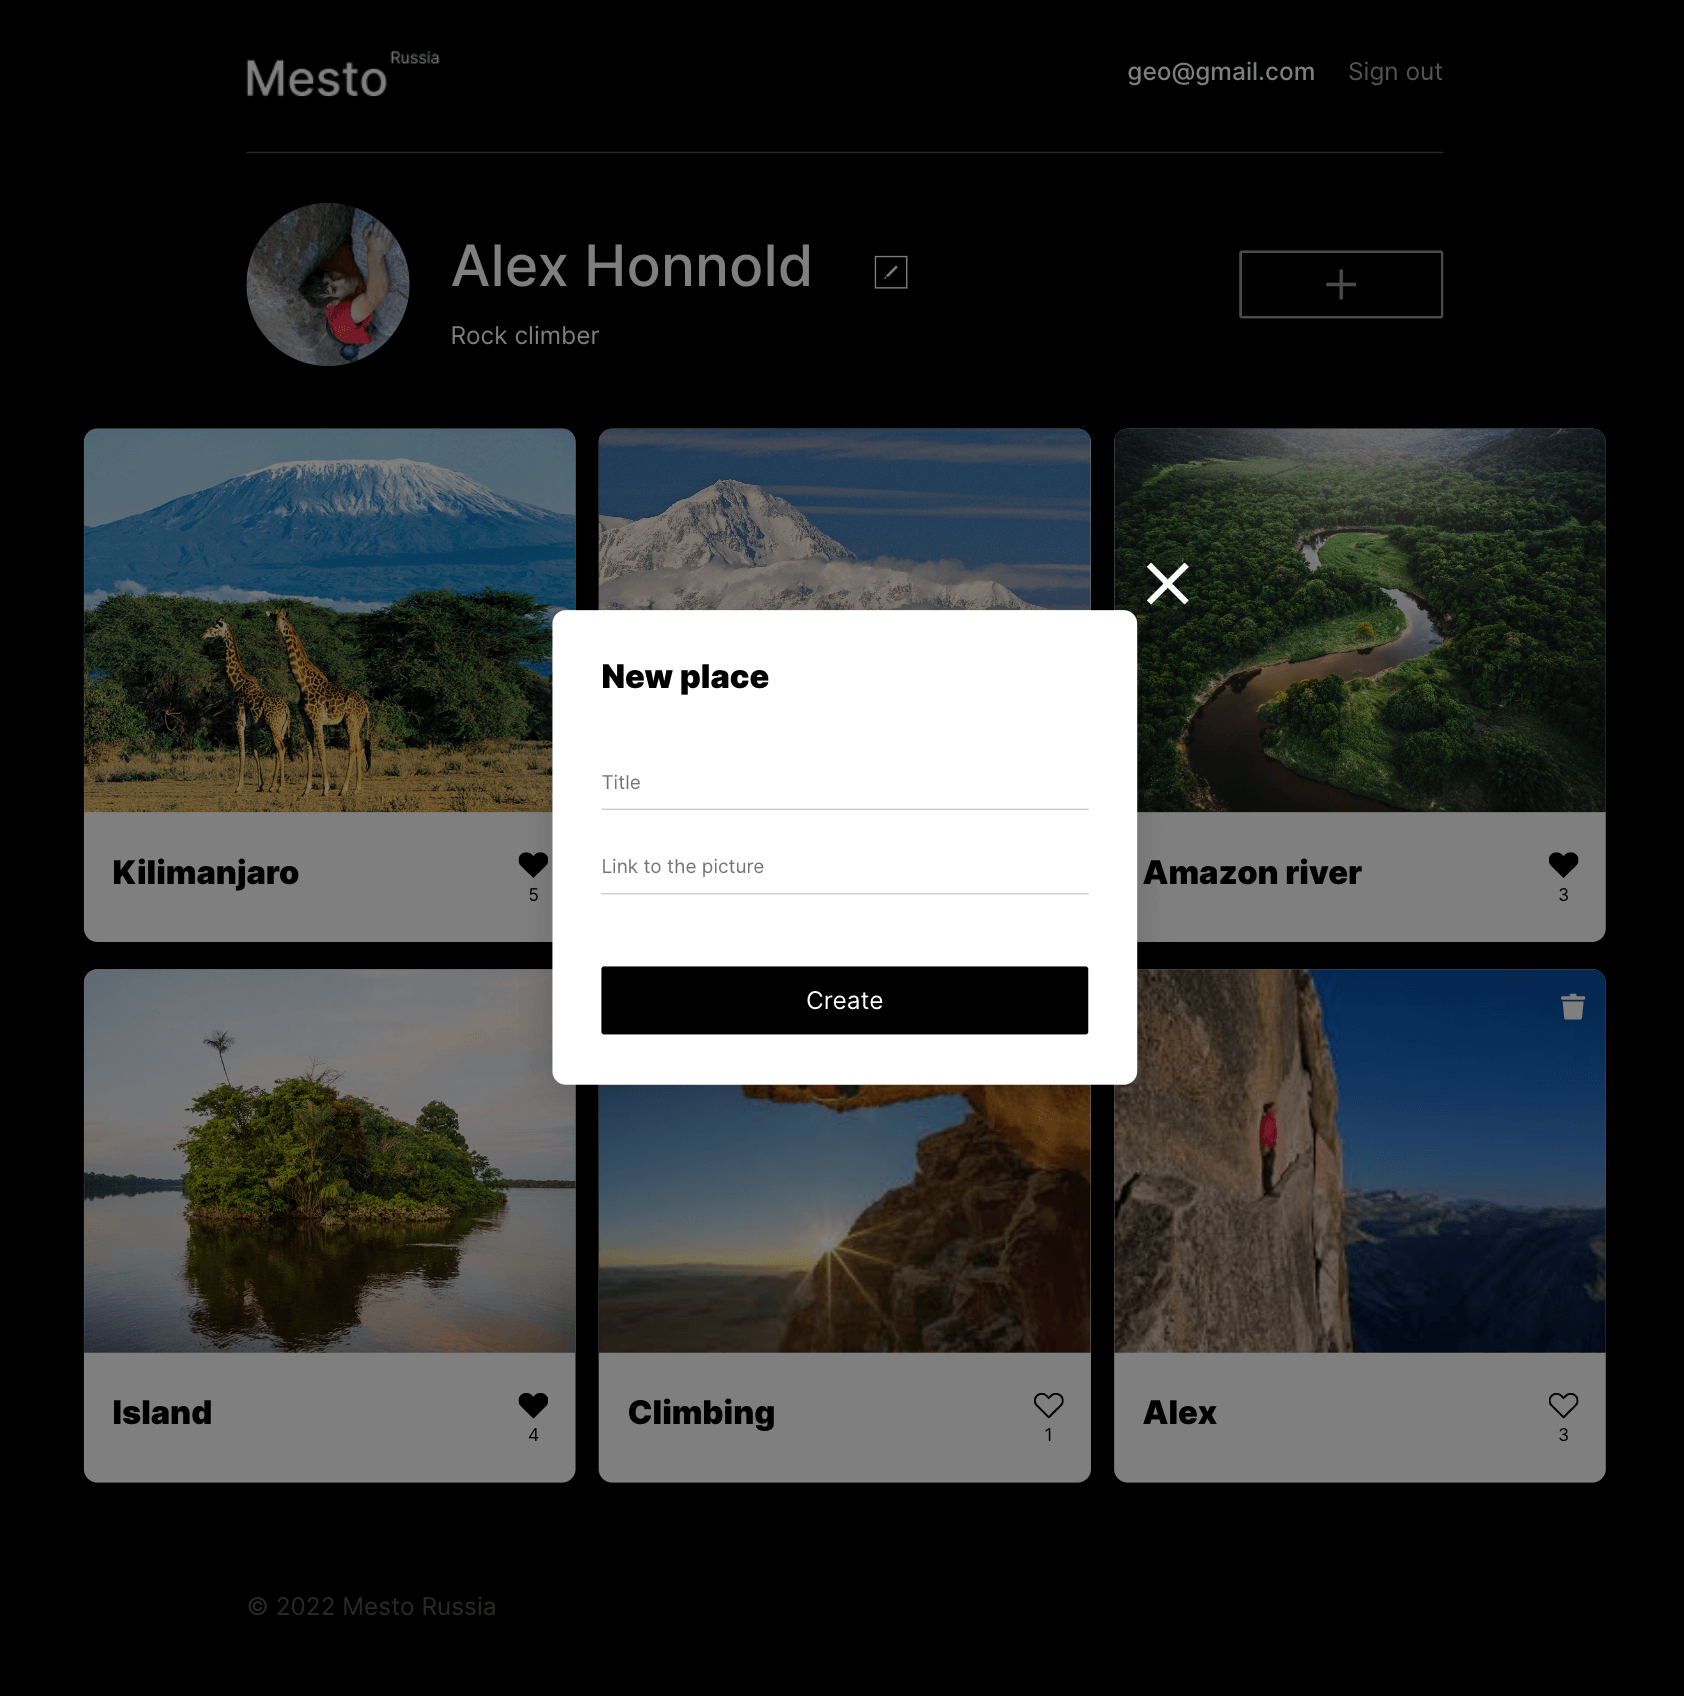 Mesto Russia
geo@gmail.com Sign out
Alex Honnold
Rock climber
New place
Title
Link to the picture
Create
Kilimanjaro
5
Amazon river
3
Island
4
Climbing
1
Alex
3
© 2022 Mesto Russia